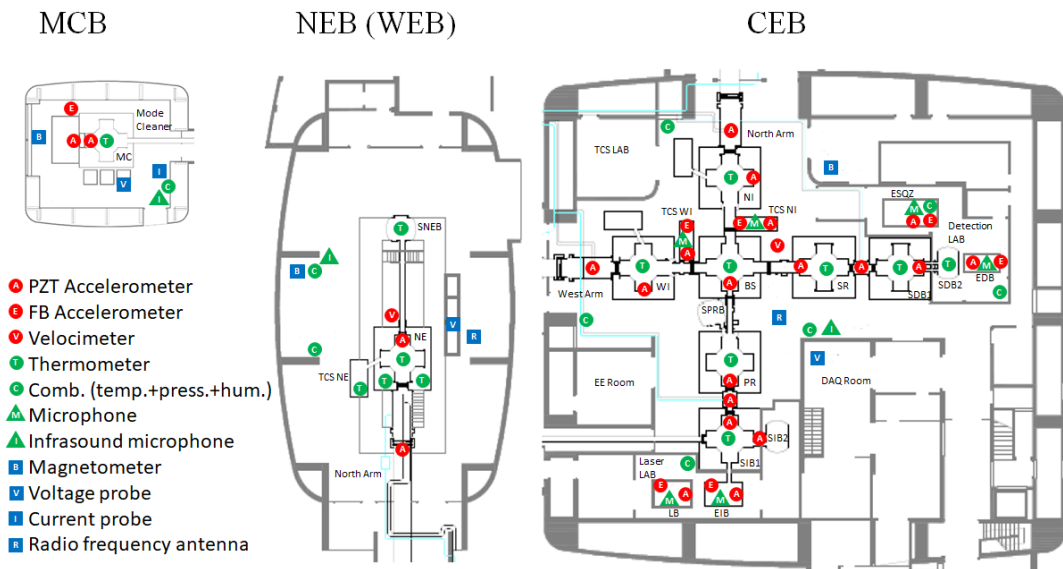 MCB
NEB (WEB)
CEB
E
Mode
Cleaner
B
A
A
T
MC
I
V
C
I
A PZT Accelerometer
E FB Accelerometer
V Velocimeter
T Thermometer
C Comb. (temp.+press.+hum.)
M Microphone
I Infrasound microphone
B Magnetometer
V Voltage probe
I Current probe
R Radio frequency antenna
T
SNEB
B
C
I
V
V
R
A
NE
C
T
TCS NE
T
T
T
A
North Arm
C
A
North Arm
TCS LAB
B
T
A
NI
ESQZ
M
C
A
E
TCS WI
E
M
A
TCS NI
E
M
A
V
Detection
LAB
A
T
WI
A
West Arm
T
BS
A
A
T
SR
A
T
A
SDB1
T
SDB2
A
M
E
EDB
C
C
SPRB
R
C
I
V
DAQ Room
EE Room
T
PR
A
A
A
T
A
SIB2
SIB1
Laser
LAB
C
E
M
A
LB
E
M
A
EIB